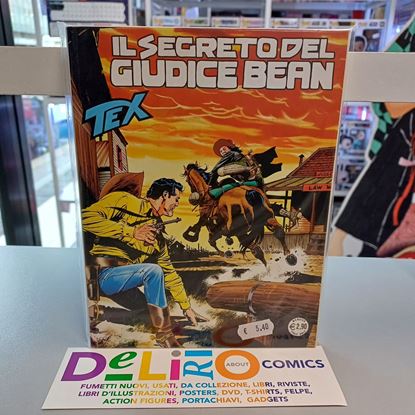 IL SEGRETO DEL
GIUDICE BEAN
TEX
LAW
€ 5,40
€ 2,90
DeLiRiO ABOUT COMICS
FUMETTI NUOVI, USATI, DA COLLEZIONE, LIBRI, RIVISTE,
LIBRI D'ILLUSTRAZIONI, POSTERS, DVD, T-SHIRTS, FELPE,
ACTION FIGURES, PORTACHIAVI, GADGETS